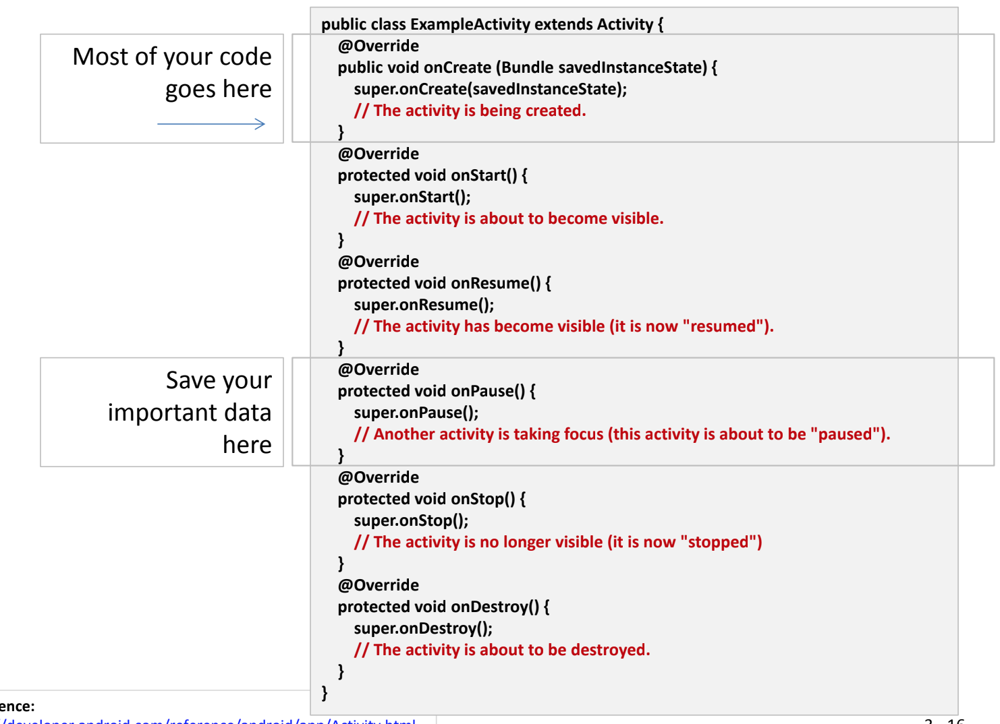 public class ExampleActivity extends Activity {
Most of your code
goes here
@Override
public void onCreate (Bundle savedInstanceState) {
super.onCreate(savedInstanceState);
// The activity is being created.
}
@Override
protected void onStart() {
super.onStart();
// The activity is about to become visible.
}
@Override
protected void onResume() {
super.onResume();
// The activity has become visible (it is now "resumed").
}
Save your
important data
here
@Override
protected void onPause() {
super.onPause();
// Another activity is taking focus (this activity is about to be "paused").
}
@Override
protected void onStop() {
super.onStop();
// The activity is no longer visible (it is now "stopped")
}
@Override
protected void onDestroy() {
super.onDestroy();
// The activity is about to be destroyed.
}
}
ence:
//developer.android.com/reference/android/app/Activity.html
16